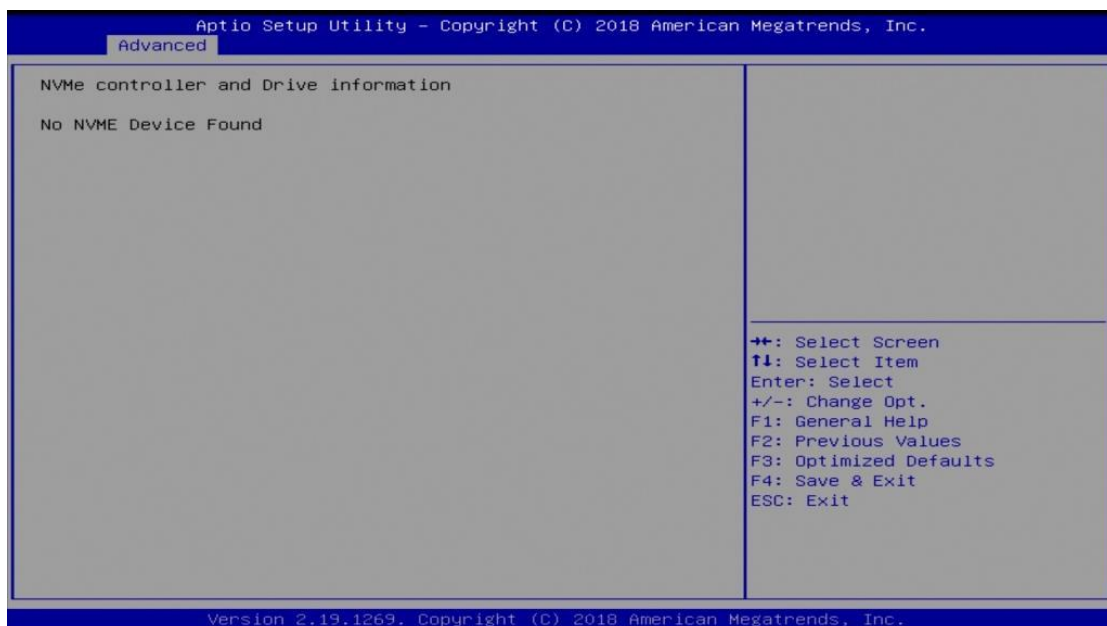 Aptio Setup Utility – Copyright (C) 2018 American Megatrends, Inc.
Advanced
NVMe controller and Drive information
No NVME Device Found
→←: Select Screen
↑↓: Select Item
Enter: Select
+/-: Change Opt.
F1: General Help
F2: Previous Values
F3: Optimized Defaults
F4: Save & Exit
ESC: Exit
Version 2.19.1269. Copyright (C) 2018 American Megatrends, Inc.